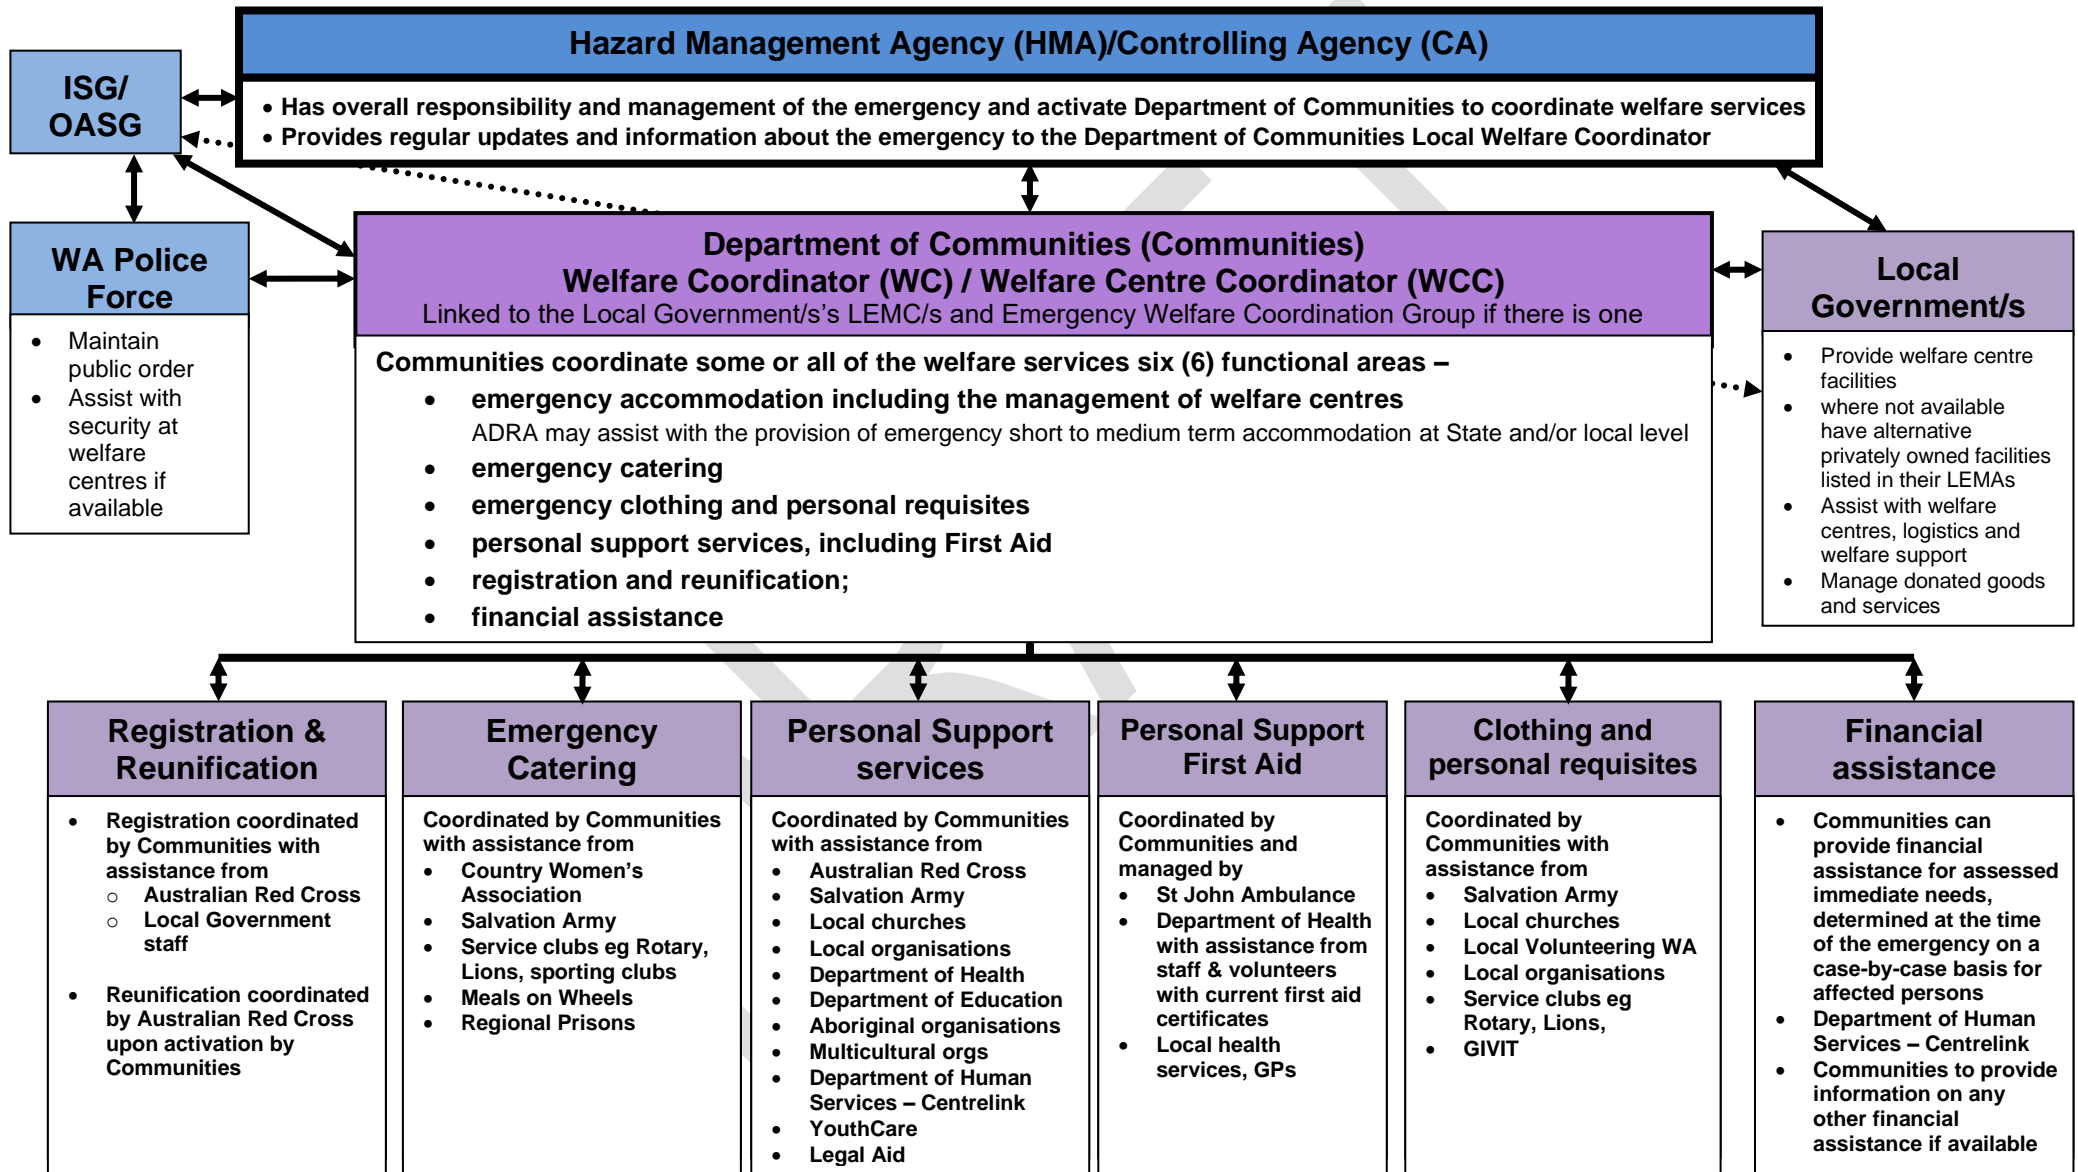 Hazard Management Agency (HMA)/Controlling Agency (CA)
• Has overall responsibility and management of the emergency and activate Department of Communities to coordinate welfare services
• Provides regular updates and information about the emergency to the Department of Communities Local Welfare Coordinator
ISG/
OASG
WA Police
Force
• Maintain
public order
• Assist with
security at
welfare
centres if
available
Department of Communities (Communities)
Welfare Coordinator (WC) / Welfare Centre Coordinator (WCC)
Linked to the Local Government/s's LEMC/s and Emergency Welfare Coordination Group if there is one
Communities coordinate some or all of the welfare services six (6) functional areas –
• emergency accommodation including the management of welfare centres
ADRA may assist with the provision of emergency short to medium term accommodation at State and/or local level
• emergency catering
• emergency clothing and personal requisites
• personal support services, including First Aid
• registration and reunification;
• financial assistance
Local
Government/s
• Provide welfare centre
facilities
• where not available
have alternative
privately owned facilities
listed in their LEMAs
• Assist with welfare
centres, logistics and
welfare support
• Manage donated goods
and services
Registration &
Reunification
• Registration coordinated
by Communities with
assistance from
o Australian Red Cross
o Local Government
staff
• Reunification coordinated
by Australian Red Cross
upon activation by
Communities
Emergency
Catering
Coordinated by Communities
with assistance from
• Country Women's
Association
• Salvation Army
• Service clubs eg Rotary,
Lions, sporting clubs
• Meals on Wheels
• Regional Prisons
Personal Support
services
Coordinated by Communities
with assistance from
• Australian Red Cross
• Salvation Army
• Local churches
• Local organisations
• Department of Health
• Department of Education
• Aboriginal organisations
• Multicultural orgs
• Department of Human
Services – Centrelink
• YouthCare
• Legal Aid
Personal Support
First Aid
Coordinated by
Communities and
managed by
• St John Ambulance
• Department of Health
with assistance from
staff & volunteers
with current first aid
certificates
• Local health
services, GPs
Clothing and
personal requisites
Coordinated by
Communities with
assistance from
• Salvation Army
• Local churches
• Local Volunteering WA
• Local organisations
• Service clubs eg
Rotary, Lions,
• GIVIT
Financial
assistance
• Communities can
provide financial
assistance for assessed
immediate needs,
determined at the time
of the emergency on a
case-by-case basis for
affected persons
• Department of Human
Services – Centrelink
• Communities to provide
information on any
other financial
assistance if available